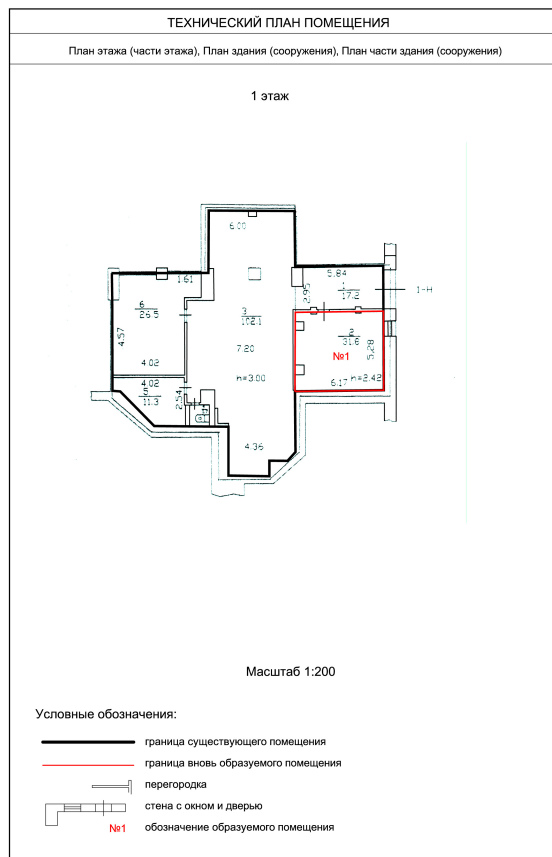 ТЕХНИЧЕСКИЙ ПЛАН ПОМЕЩЕНИЯ
План этажа (части этажа), План здания (сооружения), План части здания (сооружения)
1 этаж
6.00
1.61
5.84
6
26.5
2.95
1
17.2
1-Н
3
102.1
4.57
2
31.6
7.20
№1
5.28
4.02
4.02
h=3.00
6.17
h=2.42
5
11.3
2.54
4.36
Масштаб 1:200
Условные обозначения:
граница существующего помещения
граница вновь образуемого помещения
перегородка
стена с окном и дверью
№1 обозначение образуемого помещения